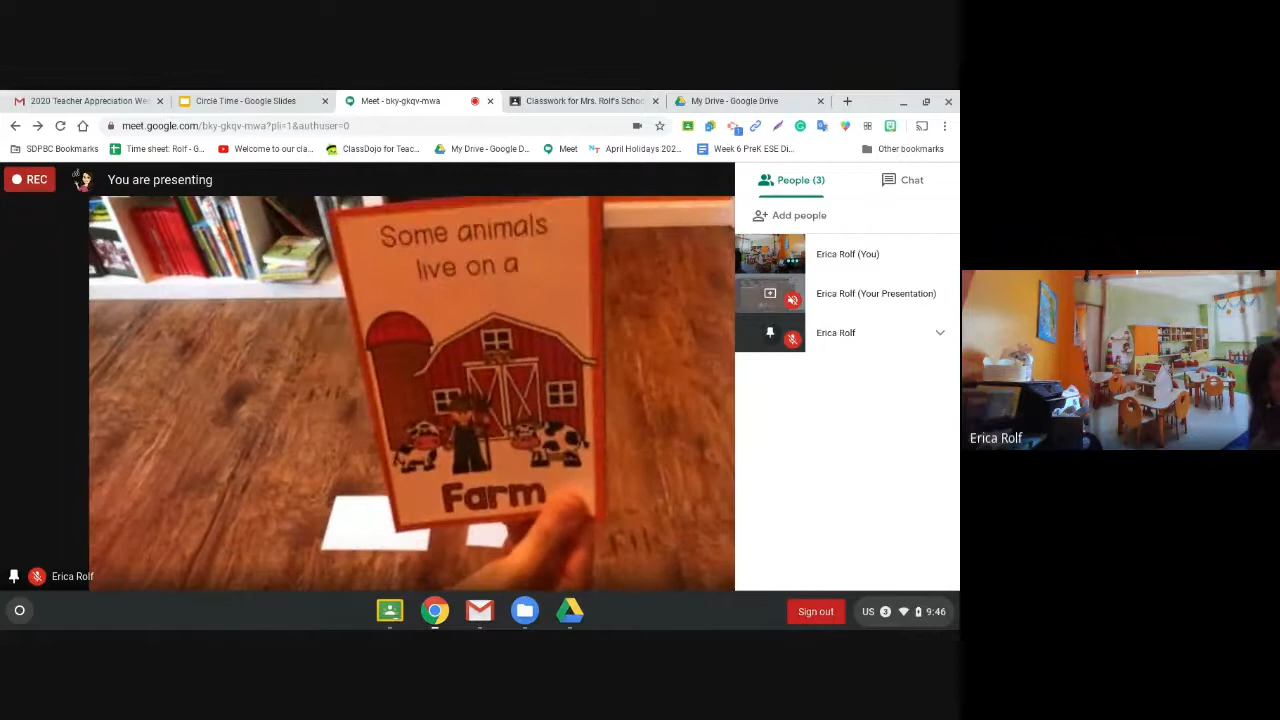 2020 Teacher Appreciation We
Circle Time - Google Slides
Meet - bky-gkqv-mwa
Classwork for Mrs. Rolf's Schoo
My Drive - Google Drive
meet.google.com/bky-gkqv-mwa?pli=1&authuser=0
SDPBC Bookmarks
Time sheet: Rolf - G...
Welcome to our cla...
ClassDojo for Teac...
My Drive - Google D...
Meet
April Holidays 202...
Week 6 PreK ESE Di...
Other bookmarks
REC
You are presenting
People (3)
Chat
Add people
Erica Rolf (You)
Erica Rolf (Your Presentation)
Erica Rolf
Some animals
live on a
Farm
Erica Rolf
Erica Rolf
Sign out
US
3
9:46